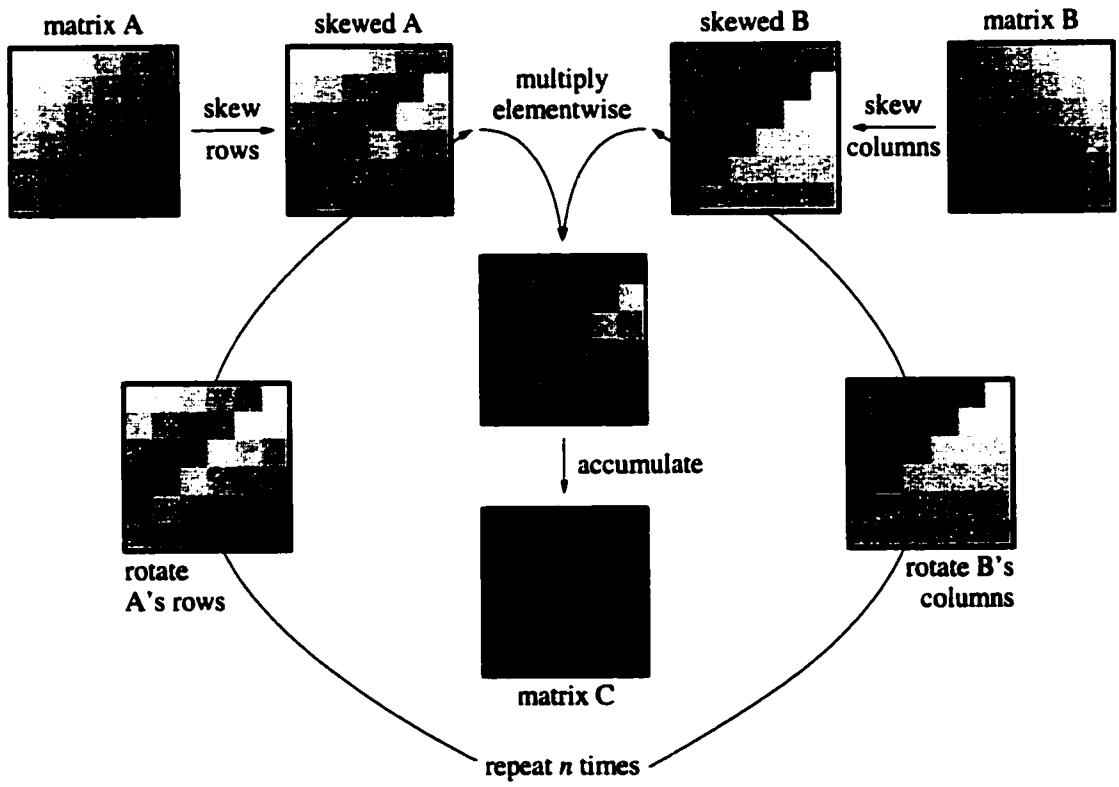 matrix A
skewed A
skewed B
matrix B
multiply
elementwise
skew
rows
skew
columns
accumulate
rotate
A's rows
rotate B's
columns
matrix C
repeat n times